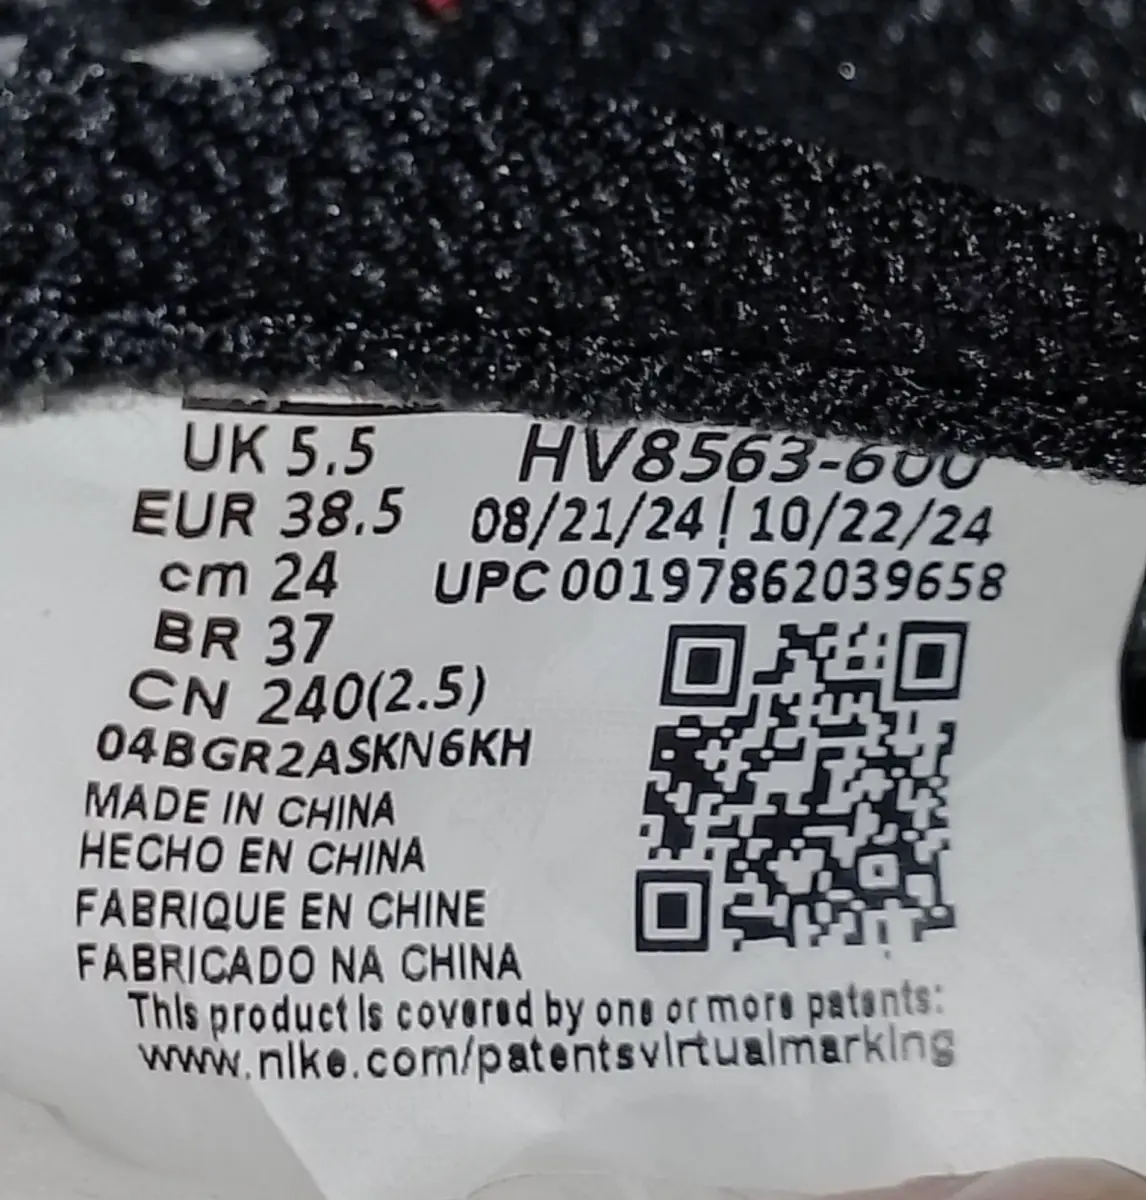 UK 5.5 HV8563-600
EUR 38.5 08/21/24 | 10/22/24
cm 24 UPC 001978620396​58
BR 37
CN 240(2.5)
04BGR2ASKN6KH
MADE IN CHINA
HECHO EN CHINA
FABRIQUE EN CHINE
FABRICADO NA CHINA
This product is covered by one or more patents:
www.nike.com/patentsvirtualmarking